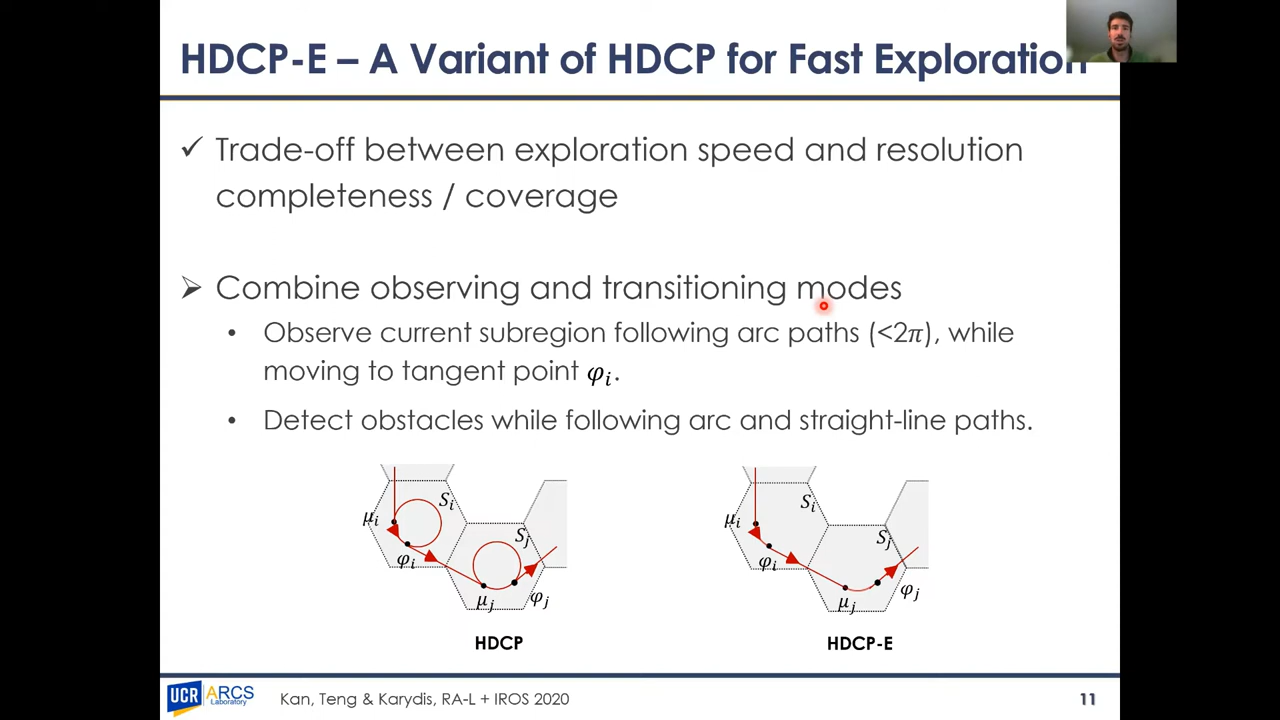 HDCP-E – A Variant of HDCP for Fast Exploration
✓ Trade-off between exploration speed and resolution
completeness / coverage
➢ Combine observing and transitioning modes
• Observe current subregion following arc paths (<2𝜋), while
moving to tangent point 𝜑ᵢ.
• Detect obstacles while following arc and straight-line paths.
Sᵢ
μᵢ
φᵢ
Sⱼ
μⱼ
φⱼ
HDCP
Sᵢ
μᵢ
φᵢ
Sⱼ
μⱼ
φⱼ
HDCP-E
UCR ARCS
Laboratory
Kan, Teng & Karydis, RA-L + IROS 2020
11